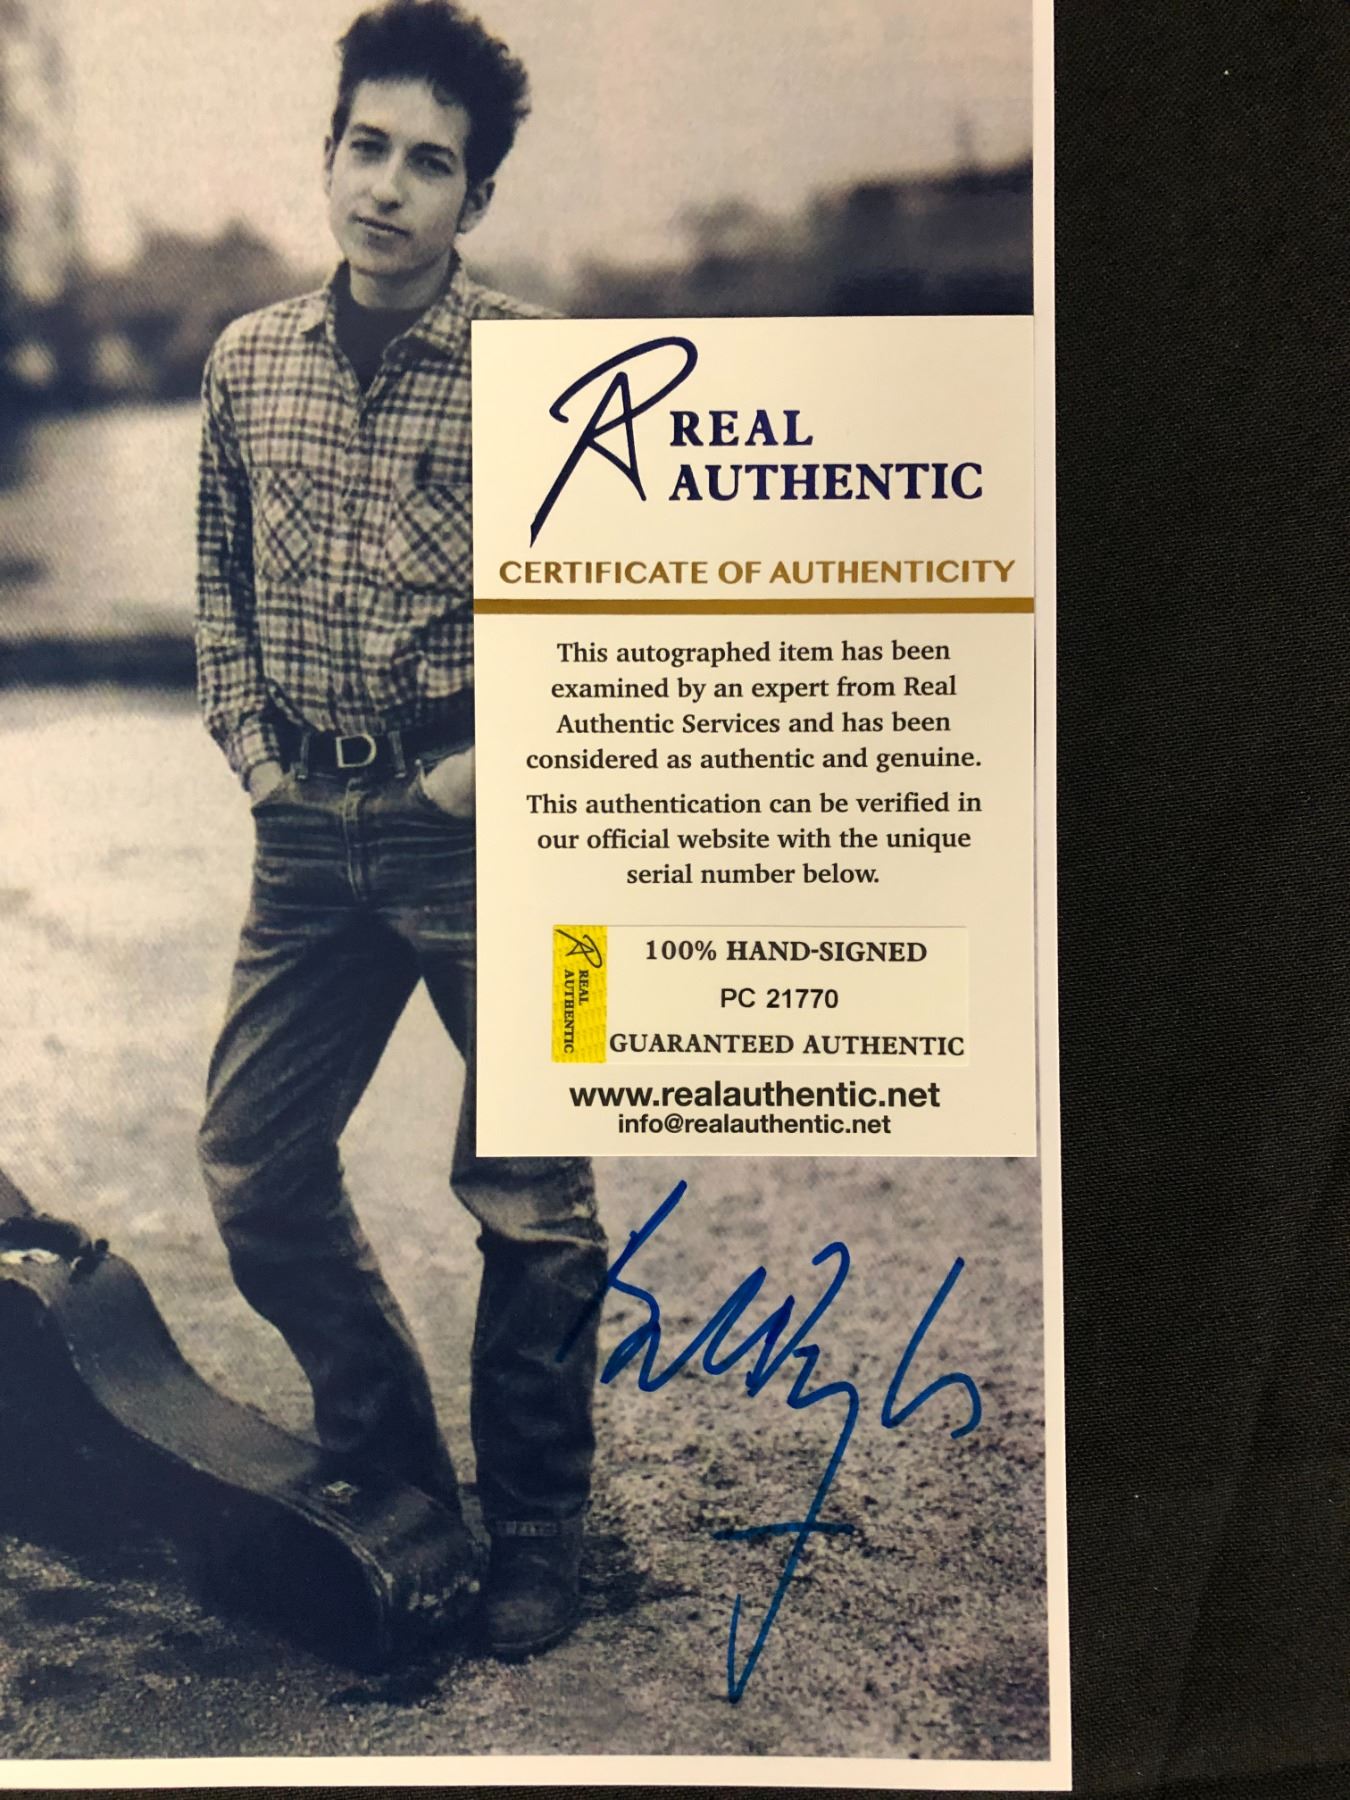 REAL
AUTHENTIC
CERTIFICATE OF AUTHENTICITY
This autographed item has been
examined by an expert from Real
Authentic Services and has been
considered as authentic and genuine.
This authentication can be verified in
our official website with the unique
serial number below.
REAL
AUTHENTIC
100% HAND-SIGNED
PC 21770
GUARANTEED AUTHENTIC
www.realauthentic.net
info@realauthentic.net
D